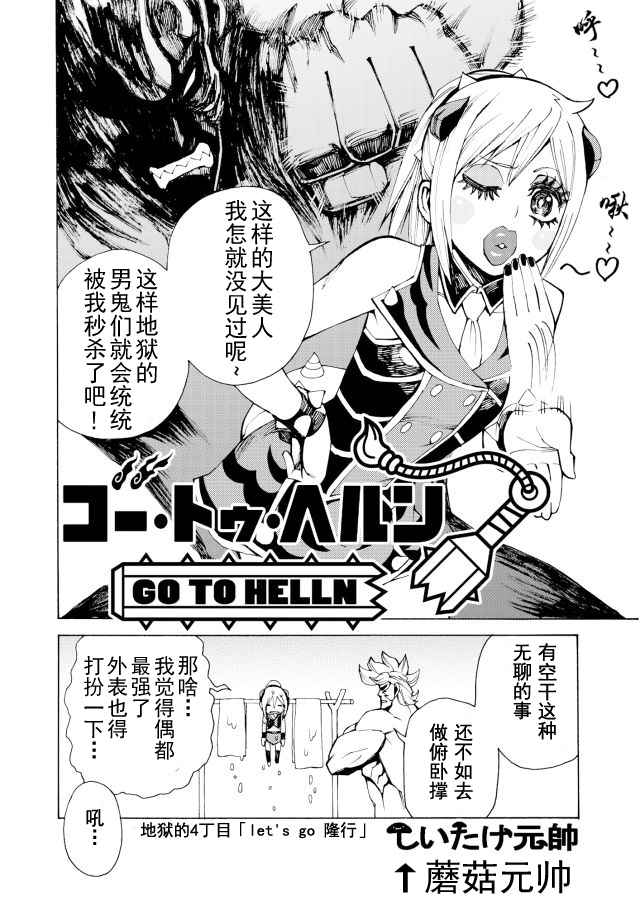 呼～～♡
啾～♡
这样的大美人
我怎就没见过呢~
这样地狱的
男鬼们就会统统
被我秒杀了吧！
ゴー・トゥ・ヘルン
GO TO HELLN
有空干这种
无聊的事
还不如去
做俯卧撑
那啥…
我觉得偶都
最强了
外表也得
打扮一下…
吼…
地狱的4丁目「let's go 隆行」
しいたけ元帥
↑蘑菇元帅